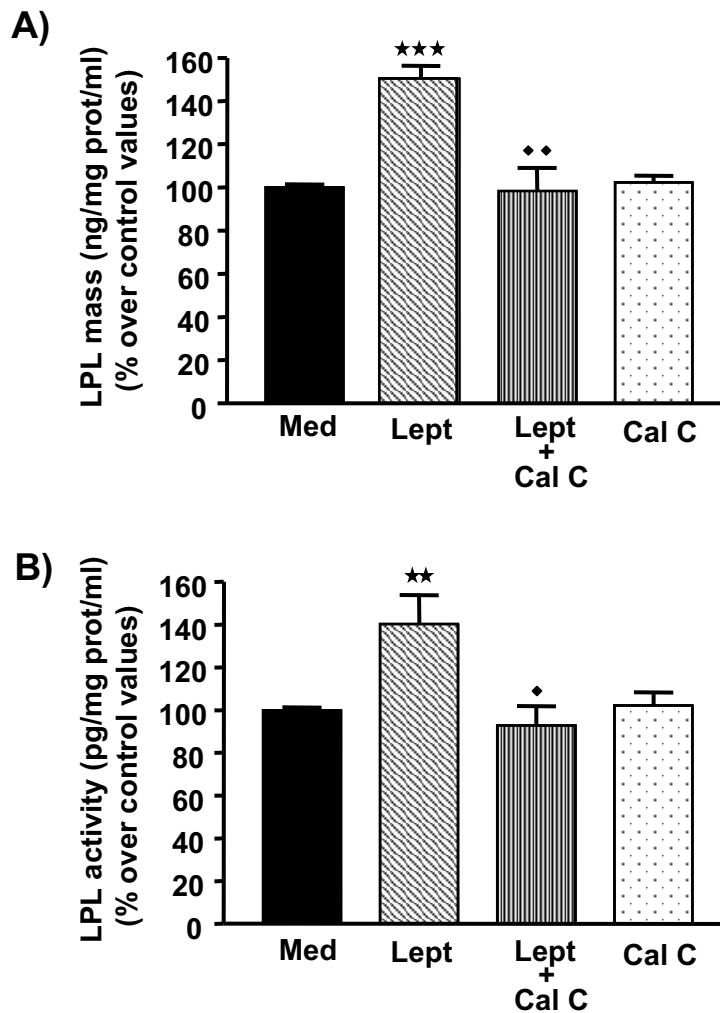 A)
LPL mass (ng/mg prot/ml)
(% over control values)
160
140
120
100
80
60
40
20
0
★★★
◆ ◆
Med
Lept
Lept
+
Cal C
Cal C
B)
LPL activity (pg/mg prot/ml)
(% over control values)
160
140
120
100
80
60
40
20
0
★★
◆
Med
Lept
Lept
+
Cal C
Cal C